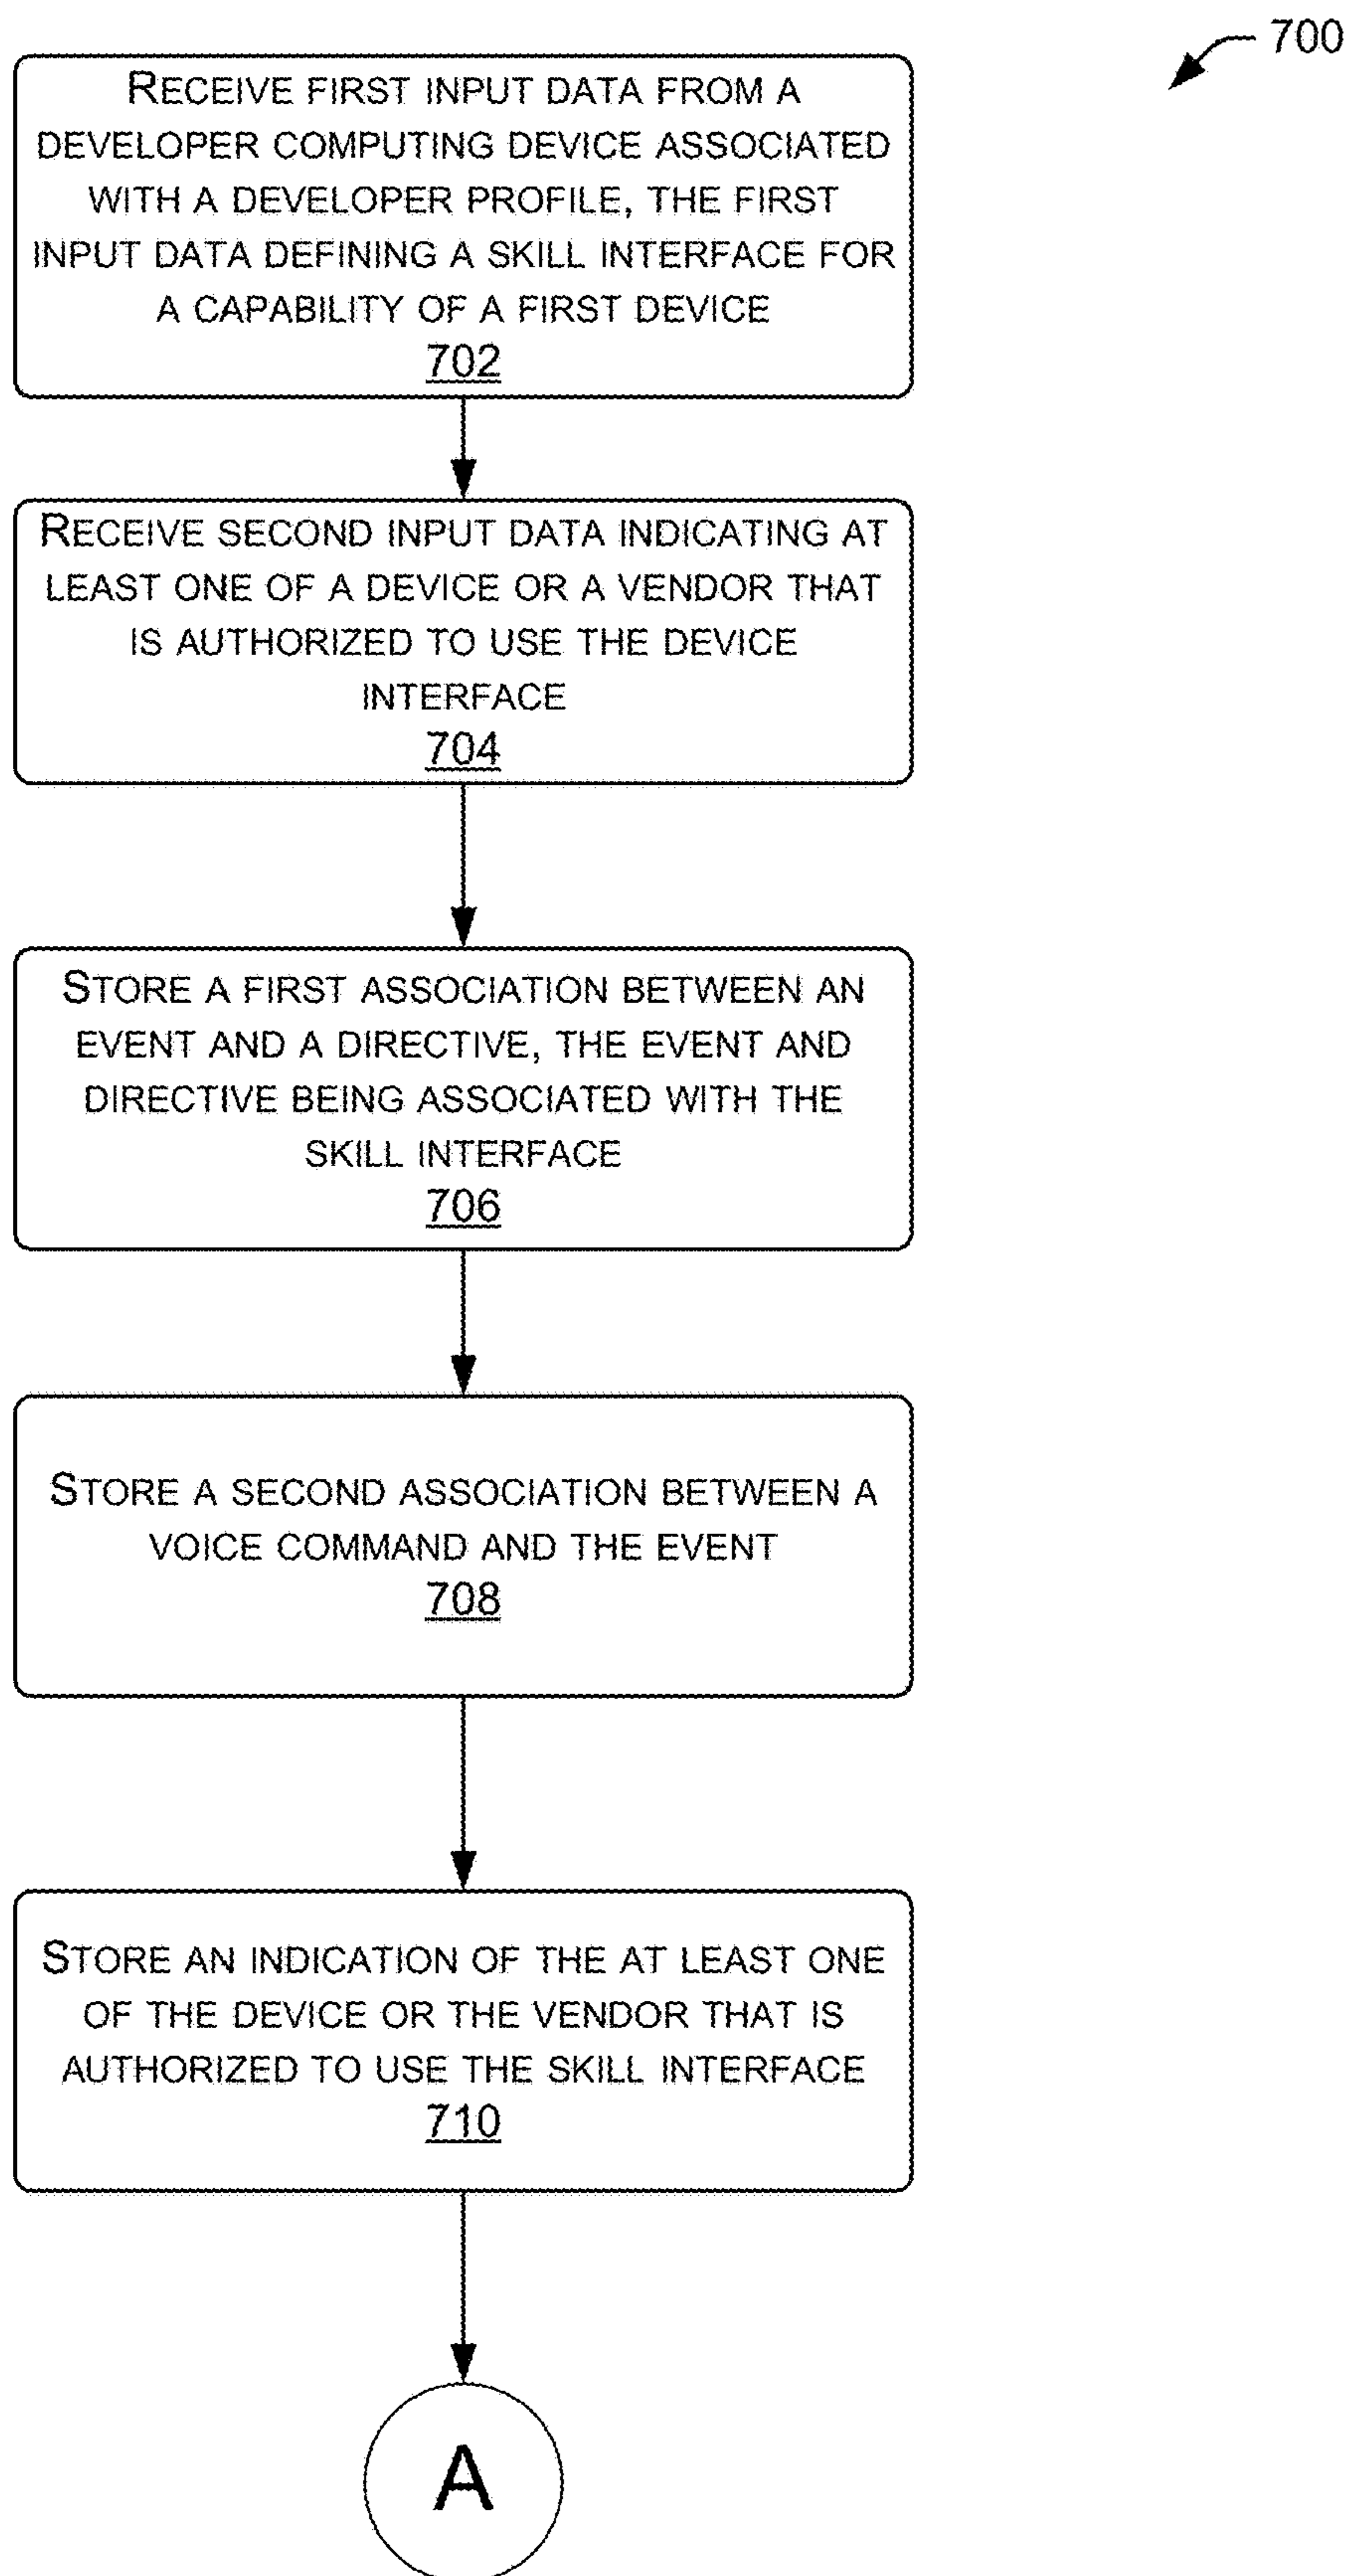 700
RECEIVE FIRST INPUT DATA FROM A
DEVELOPER COMPUTING DEVICE ASSOCIATED
WITH A DEVELOPER PROFILE, THE FIRST
INPUT DATA DEFINING A SKILL INTERFACE FOR
A CAPABILITY OF A FIRST DEVICE
702
RECEIVE SECOND INPUT DATA INDICATING AT
LEAST ONE OF A DEVICE OR A VENDOR THAT
IS AUTHORIZED TO USE THE DEVICE
INTERFACE
704
STORE A FIRST ASSOCIATION BETWEEN AN
EVENT AND A DIRECTIVE, THE EVENT AND
DIRECTIVE BEING ASSOCIATED WITH THE
SKILL INTERFACE
706
STORE A SECOND ASSOCIATION BETWEEN A
VOICE COMMAND AND THE EVENT
708
STORE AN INDICATION OF THE AT LEAST ONE
OF THE DEVICE OR THE VENDOR THAT IS
AUTHORIZED TO USE THE SKILL INTERFACE
710
A